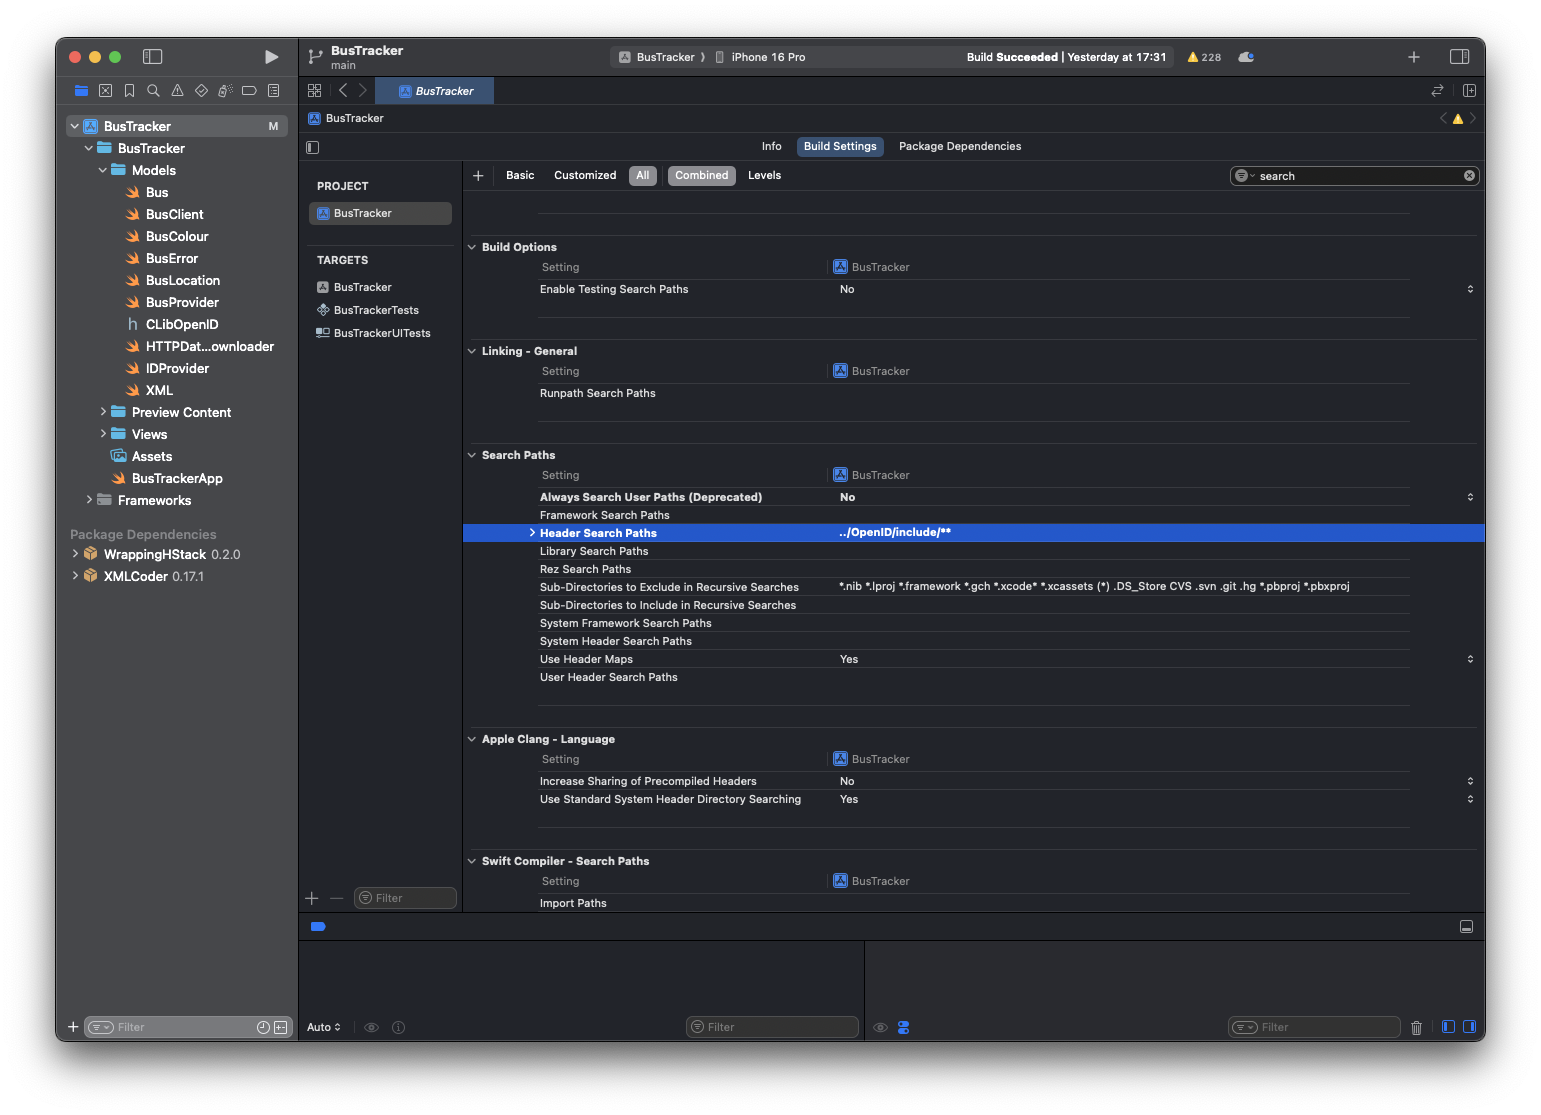 BusTracker
main
BusTracker 〉 iPhone 16 Pro
Build Succeeded | Yesterday at 17:31
228
BusTracker
BusTracker M
BusTracker
Models
Bus
BusClient
BusColour
BusError
BusLocation
BusProvider
h CLibOpenID
HTTPDat...ownloader
IDProvider
XML
Preview Content
Views
Assets
BusTrackerApp
Frameworks
Package Dependencies
WrappingHStack 0.2.0
XMLCoder 0.17.1
Filter
BusTracker
Info Build Settings Package Dependencies
PROJECT
BusTracker
TARGETS
BusTracker
BusTrackerTests
BusTrackerUITests
Filter
Basic Customized All Combined Levels
search
Build Options
Setting BusTracker
Enable Testing Search Paths No
Linking - General
Setting BusTracker
Runpath Search Paths
Search Paths
Setting BusTracker
Always Search User Paths (Deprecated) No
Framework Search Paths
Header Search Paths ../OpenID/include/**
Library Search Paths
Rez Search Paths
Sub-Directories to Exclude in Recursive Searches *.nib *.lproj *.framework *.gch *.xcode* *.xcassets (*) .DS_Store CVS .svn .git .hg *.pbproj *.pbxproj
Sub-Directories to Include in Recursive Searches
System Framework Search Paths
System Header Search Paths
Use Header Maps Yes
User Header Search Paths
Apple Clang - Language
Setting BusTracker
Increase Sharing of Precompiled Headers No
Use Standard System Header Directory Searching Yes
Swift Compiler - Search Paths
Setting BusTracker
Import Paths
Auto
Filter
Filter